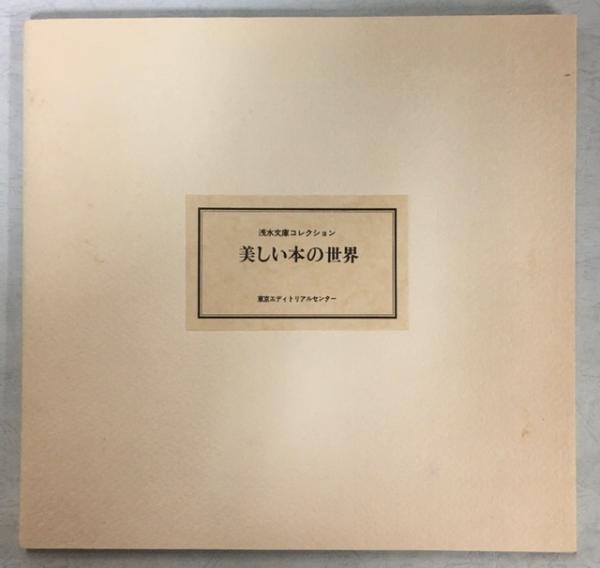 浅水文庫コレクション
美しい本の世界
東京エディトリアルセンター